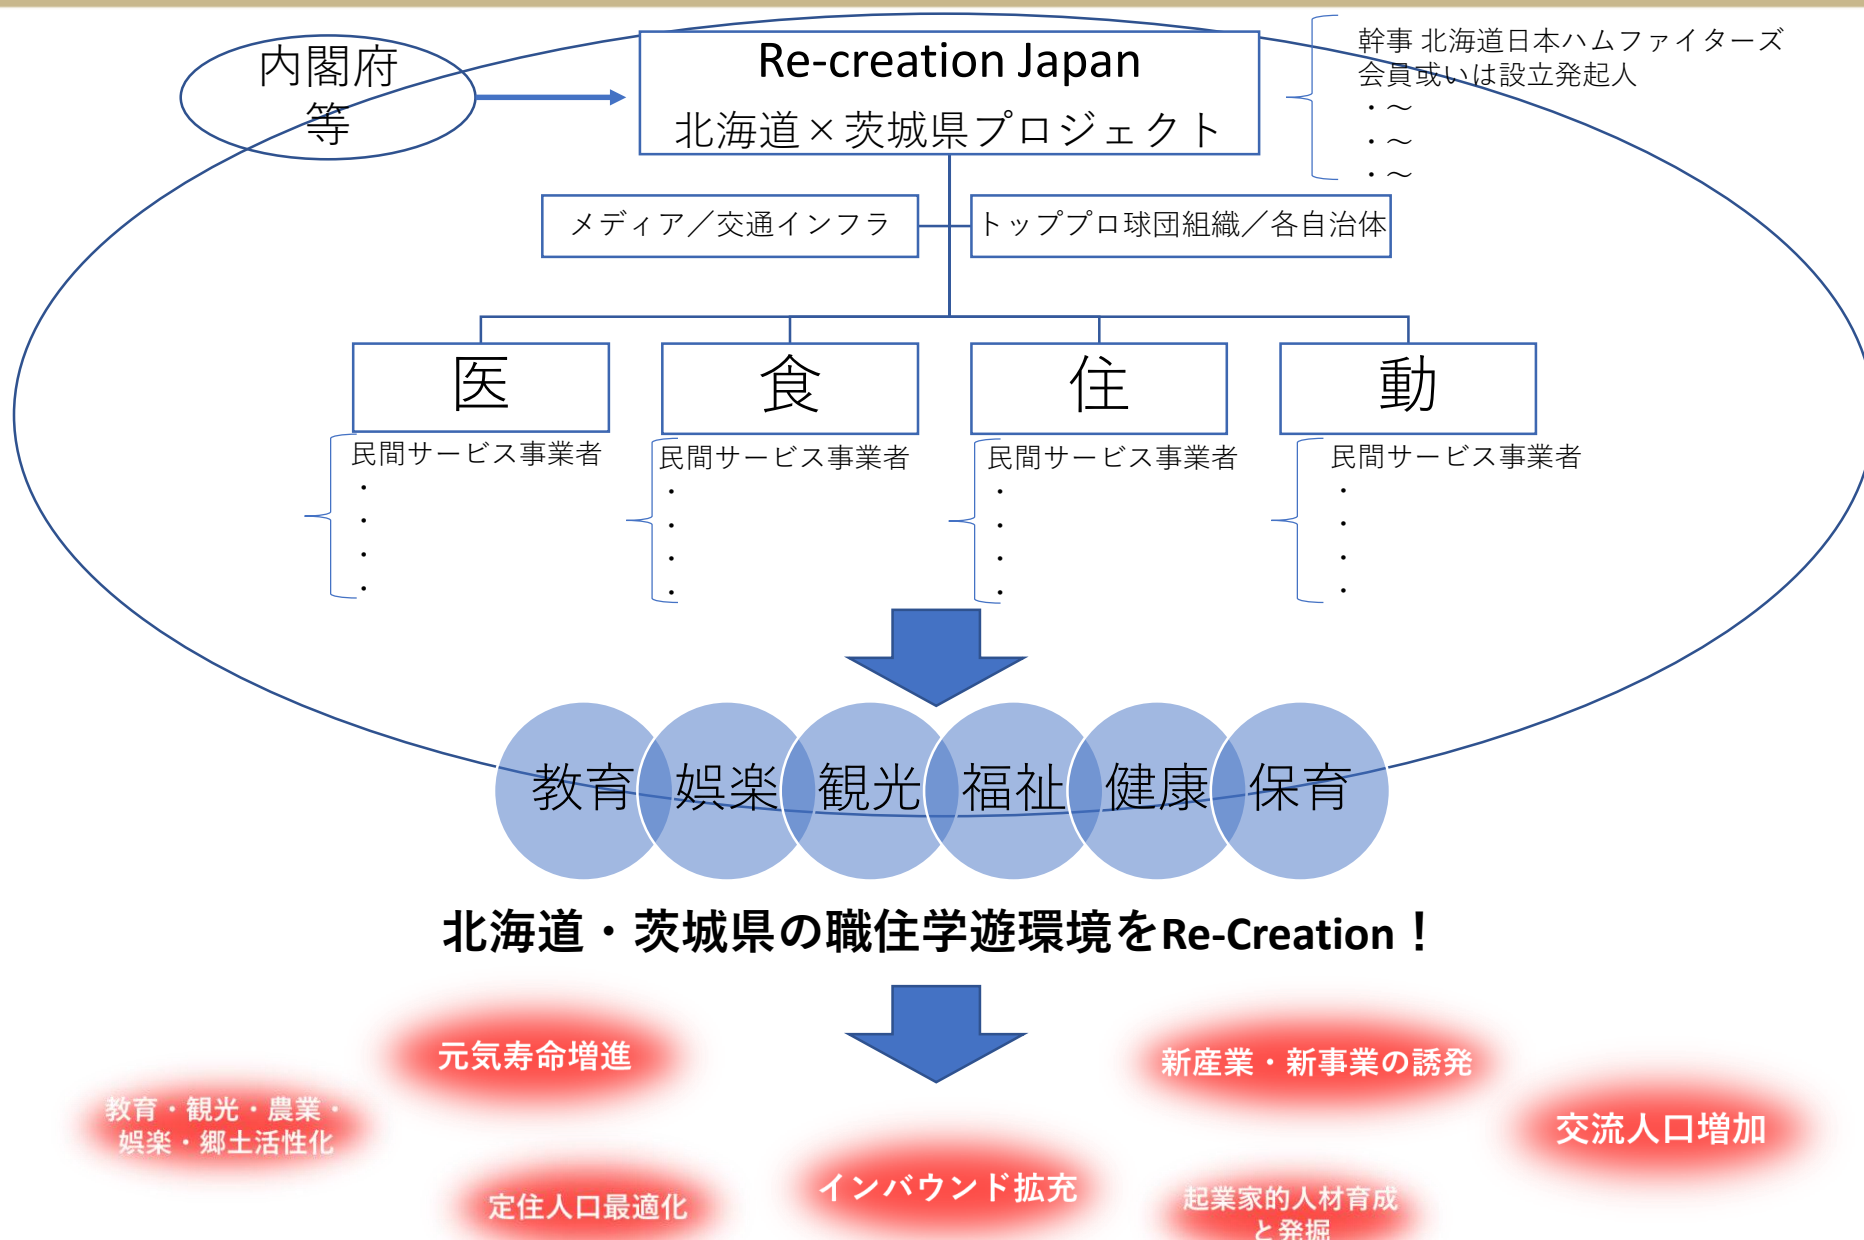 内閣府
等
Re-creation Japan
北海道×茨城県プロジェクト
幹事 北海道日本ハムファイターズ
会員或いは設立発起人
・～
・～
・～
メディア／交通インフラ
トッププロ球団組織／各自治体
医
食
住
動
民間サービス事業者
・
・
・
・
民間サービス事業者
・
・
・
・
民間サービス事業者
・
・
・
・
民間サービス事業者
・
・
・
・
教育
娯楽
観光
福祉
健康
保育
北海道・茨城県の職住学遊環境をRe-Creation！
元気寿命増進
新産業・新事業の誘発
教育・観光・農業・
娯楽・郷土活性化
交流人口増加
定住人口最適化
インバウンド拡充
起業家的人材育成
と発掘